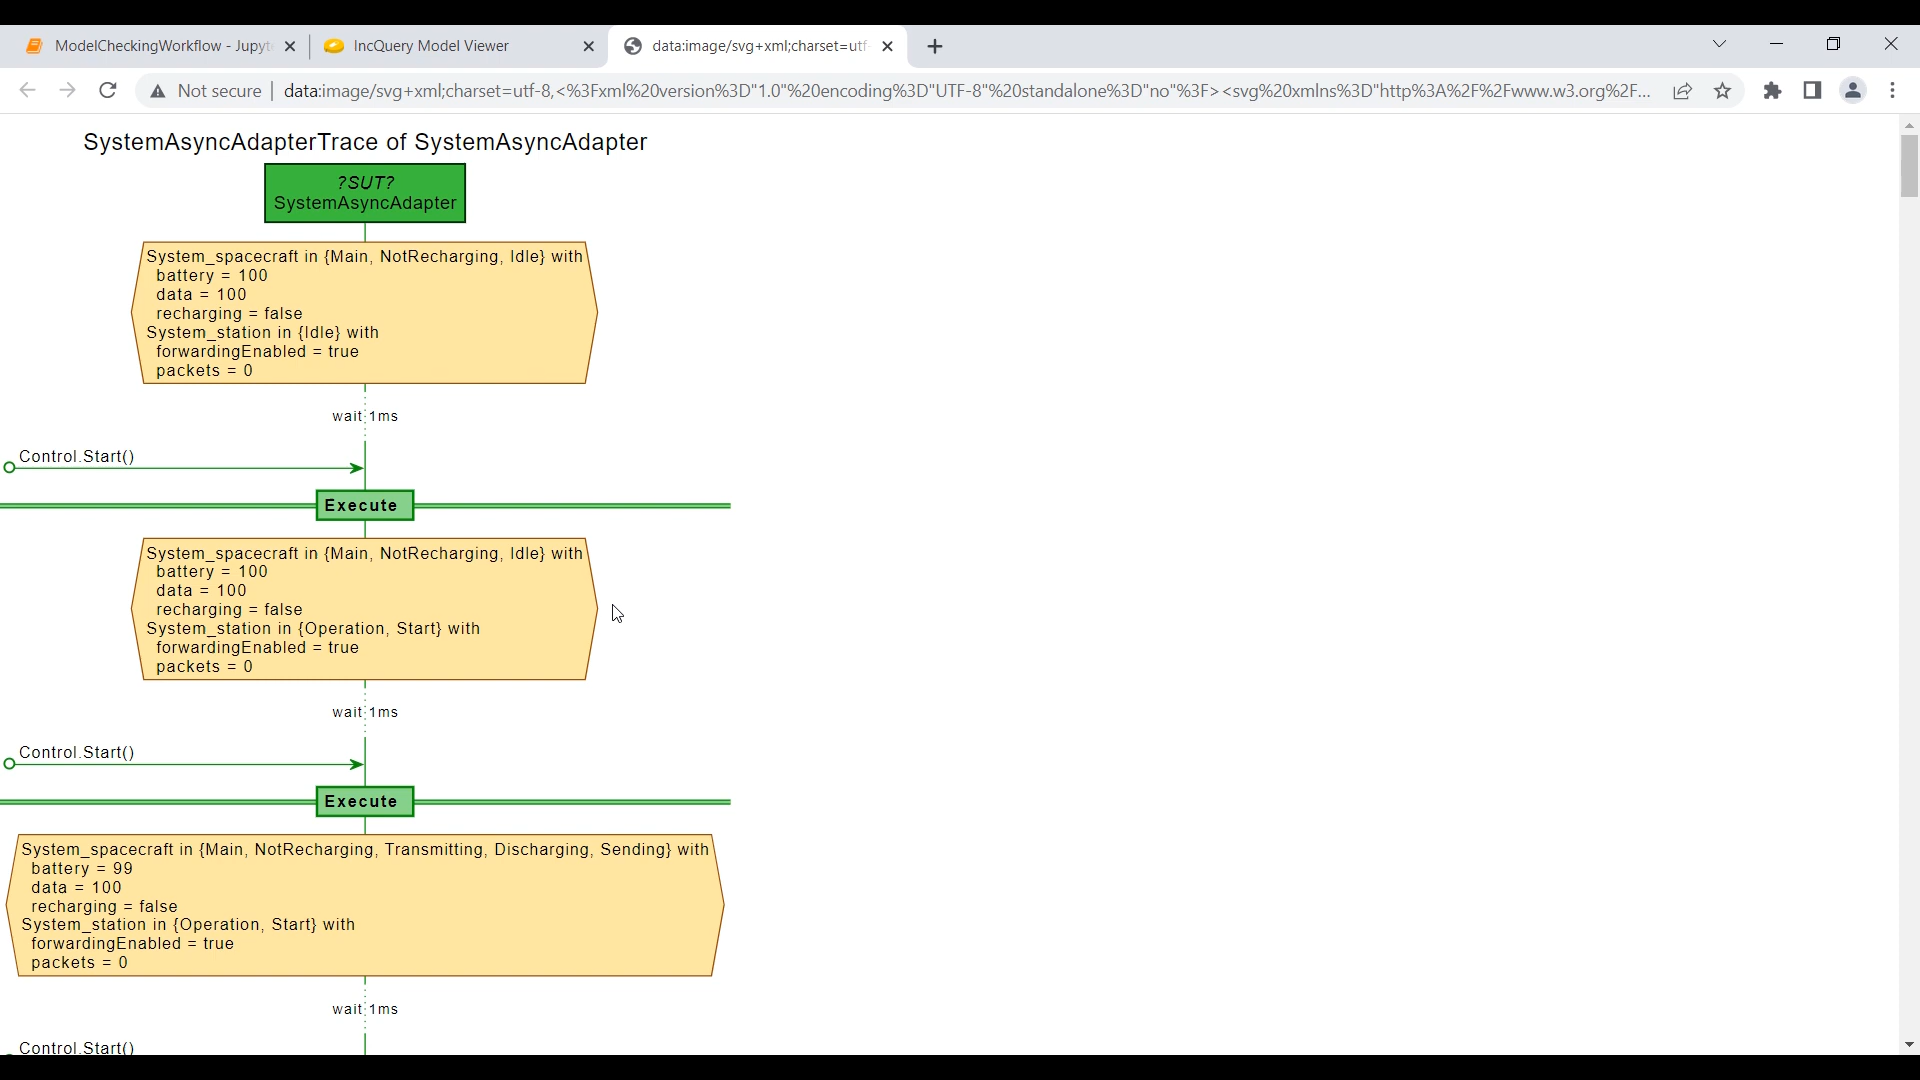 ModelCheckingWorkflow - Jupyt
IncQuery Model Viewer
data:image/svg+xml;charset=utf-
Not secure
data:image/svg+xml;charset=utf-8,<%3Fxml%20version%3D"1.0"%20encoding%3D"UTF-8"%20standalone%3D"no"%3F><svg%20xmlns%3D"http%3A%2F%2Fwww.w3.org%2F...
SystemAsyncAdapterTrace of SystemAsyncAdapter
?SUT?
SystemAsyncAdapter
System_spacecraft in {Main, NotRecharging, Idle} with
battery = 100
data = 100
recharging = false
System_station in {Idle} with
forwardingEnabled = true
packets = 0
wait 1ms
Control.Start()
Execute
System_spacecraft in {Main, NotRecharging, Idle} with
battery = 100
data = 100
recharging = false
System_station in {Operation, Start} with
forwardingEnabled = true
packets = 0
wait 1ms
Control.Start()
Execute
System_spacecraft in {Main, NotRecharging, Transmitting, Discharging, Sending} with
battery = 99
data = 100
recharging = false
System_station in {Operation, Start} with
forwardingEnabled = true
packets = 0
wait 1ms
Control.Start()